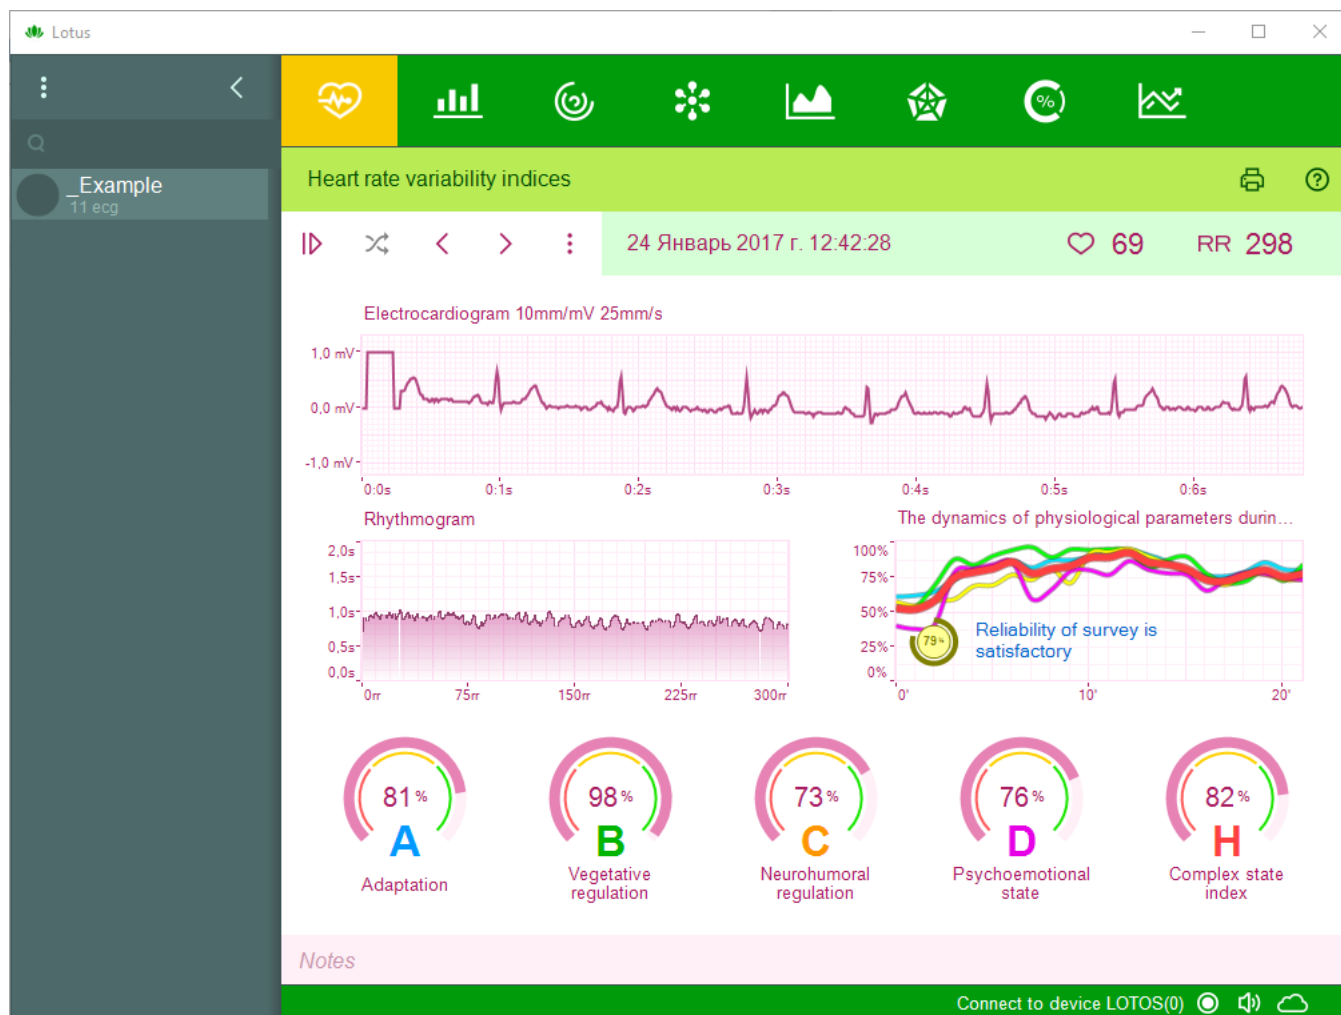 Lotus
_Example
11 ecg
%
Heart rate variability indices
24 Январь 2017 г. 12:42:28
69
RR 298
Electrocardiogram 10mm/mV 25mm/s
1,0 mV
0,0 mV
-1,0 mV
0:0s 0:1s 0:2s 0:3s 0:4s 0:5s 0:6s
Rhythmogram
2,0s
1,5s
1,0s
0,5s
0,0s
0rr 75rr 150rr 225rr 300rr
The dynamics of physiological parameters durin...
100%
75%
50%
25%
0%
79%
Reliability of survey is
satisfactory
0' 10' 20'
81%
A
Adaptation
98%
B
Vegetative
regulation
73%
C
Neurohumoral
regulation
76%
D
Psychoemotional
state
82%
H
Complex state
index
Notes
Connect to device LOTOS(0)